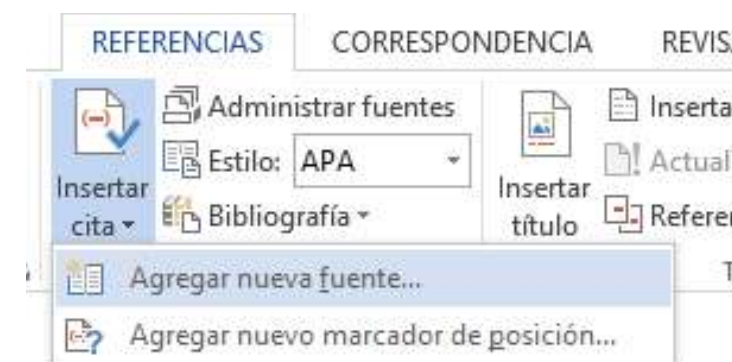 REFERENCIAS CORRESPONDENCIA
Administrar fuentes
Estilo: APA
Bibliografía
Insertar
cita
Insertar
título
Agregar nueva fuente...
Agregar nuevo marcador de posición...